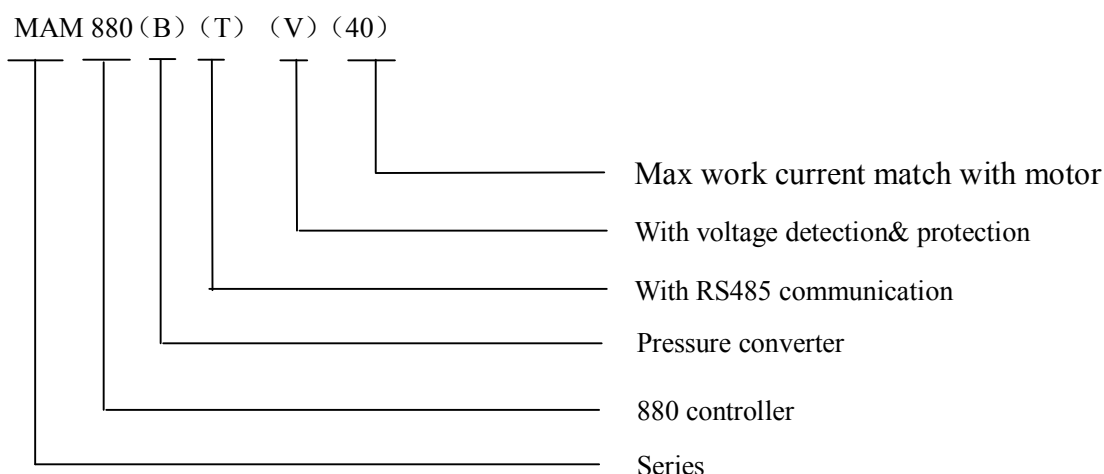 MAM 880（B）（T） （V）（40）
Max work current match with motor
With voltage detection& protection
With RS485 communication
Pressure converter
880 controller
Series